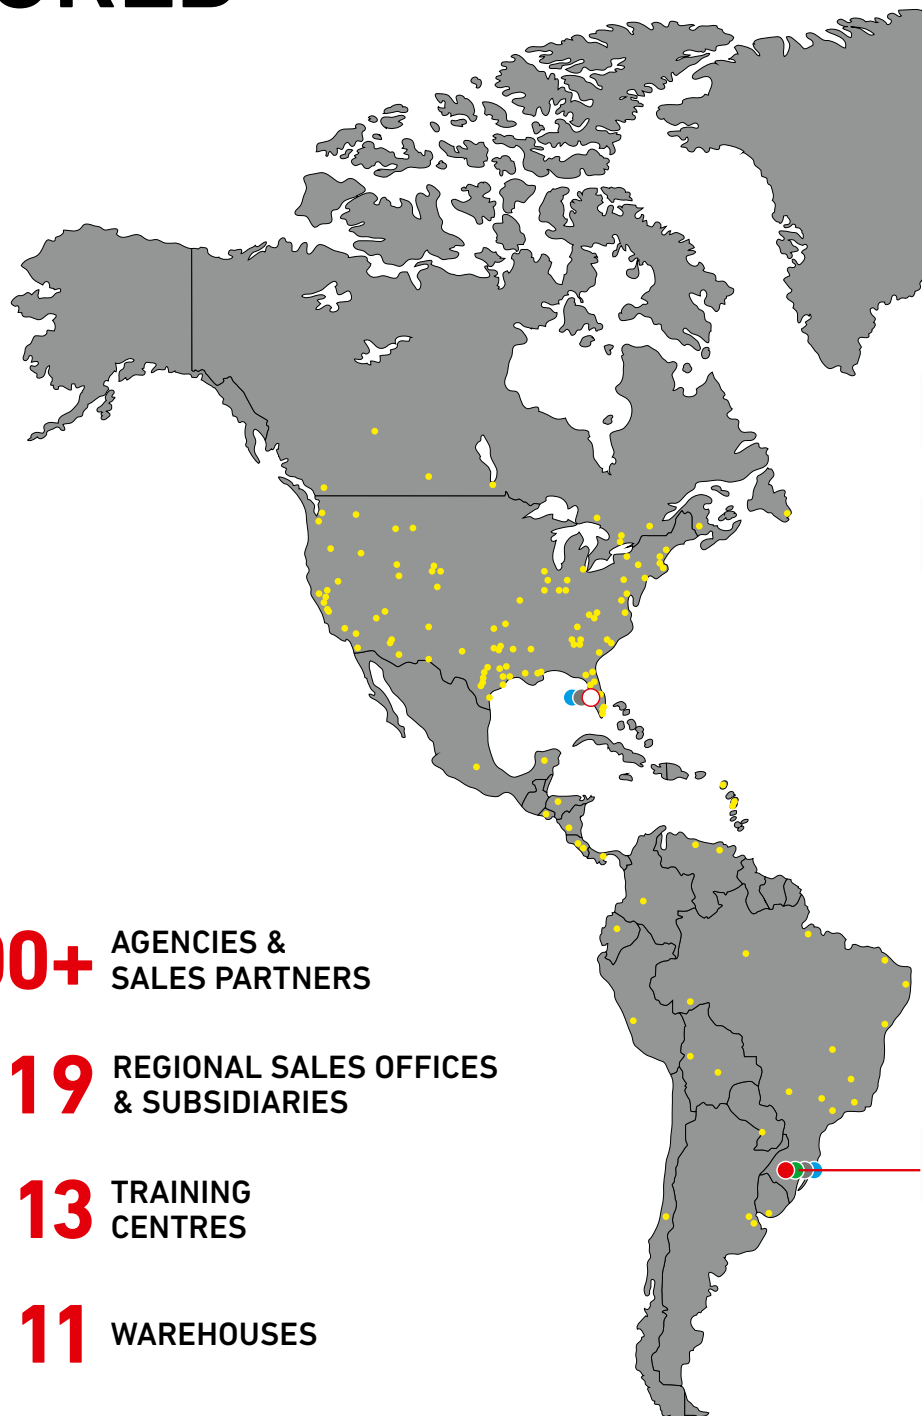 AGENCIES &
SALES PARTNERS
19 REGIONAL SALES OFFICES
& SUBSIDIARIES
13 TRAINING
CENTRES
11 WAREHOUSES